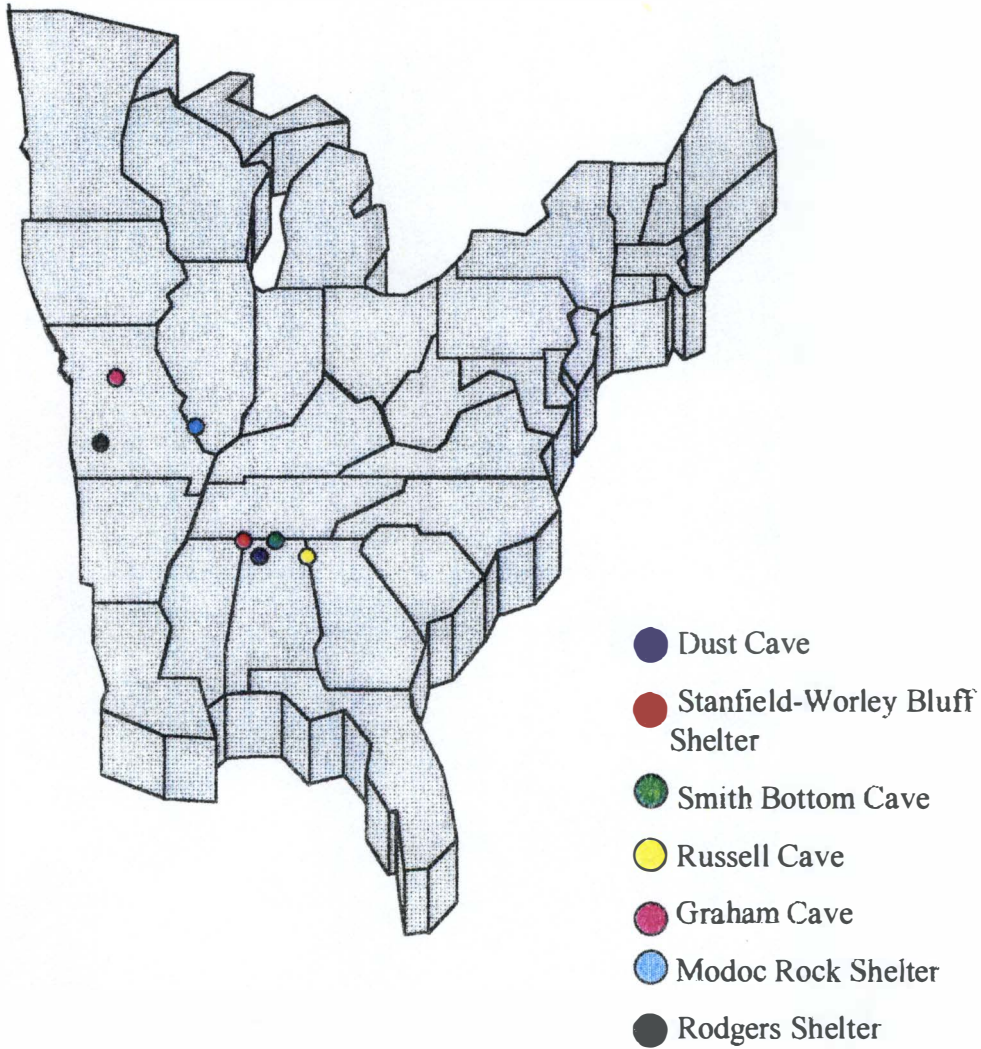 Dust Cave
Stanfield-Worley Bluff
Shelter
Smith Bottom Cave
Russell Cave
Graham Cave
Modoc Rock Shelter
Rodgers Shelter